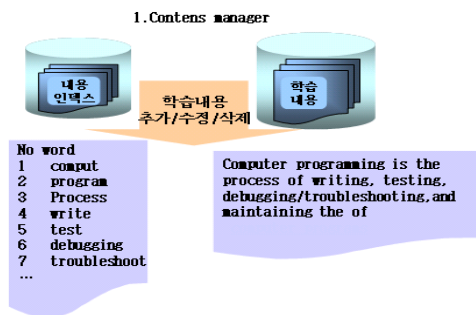 1.Contens manager
내용
인덱스
학습
내용
학습내용
추가/수정/삭제
No word
1 comput
2 program
3 Process
4 write
5 test
6 debugging
7 troubleshoot
...
Computer programming is the
process of writing, testing,
debugging/troubleshooting,and
maintaining the of